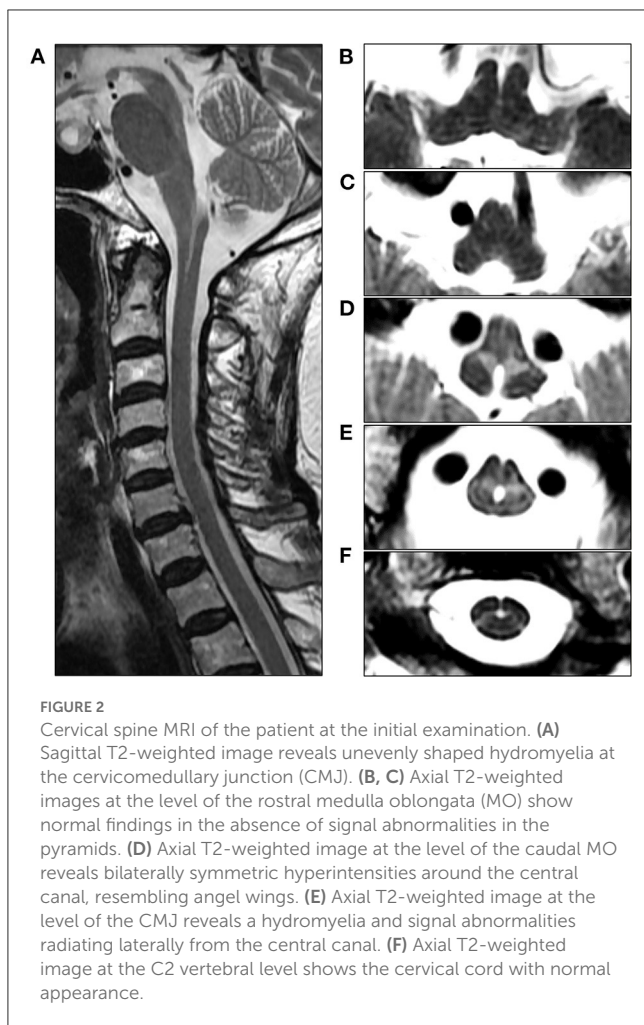 A
B
C
D
E
F
FIGURE 2
Cervical spine MRI of the patient at the initial examination. (A)
Sagittal T2-weighted image reveals unevenly shaped hydromyelia at
the cervicomedullary junction (CMJ). (B, C) Axial T2-weighted
images at the level of the rostral medulla oblongata (MO) show
normal findings in the absence of signal abnormalities in the
pyramids. (D) Axial T2-weighted image at the level of the caudal MO
reveals bilaterally symmetric hyperintensities around the central
canal, resembling angel wings. (E) Axial T2-weighted image at the
level of the CMJ reveals a hydromyelia and signal abnormalities
radiating laterally from the central canal. (F) Axial T2-weighted
image at the C2 vertebral level shows the cervical cord with normal
appearance.